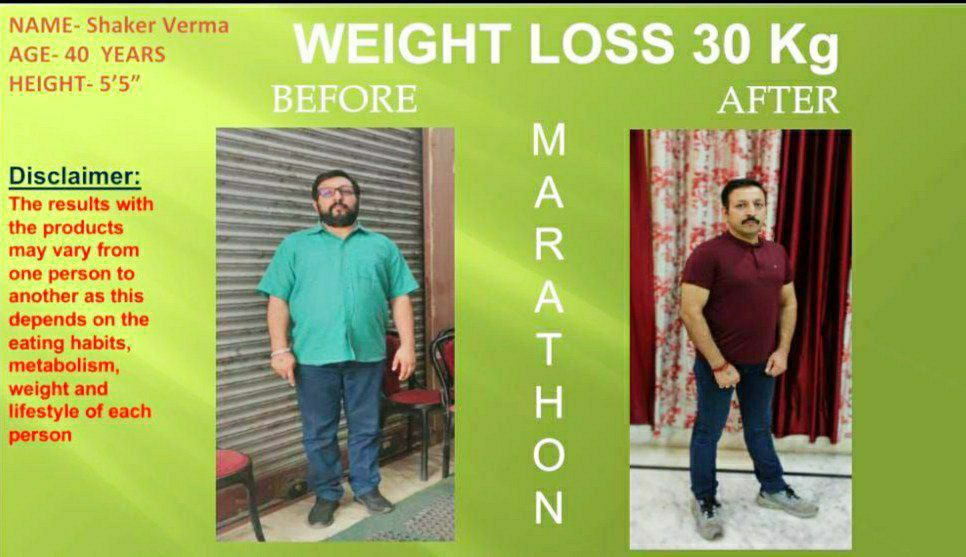 NAME- Shaker Verma
AGE- 40 YEARS
HEIGHT- 5’5”
WEIGHT LOSS 30 Kg
BEFORE
AFTER
MARATHON
Disclaimer:
The results with
the products
may vary from
one person to
another as this
depends on the
eating habits,
metabolism,
weight and
lifestyle of each
person